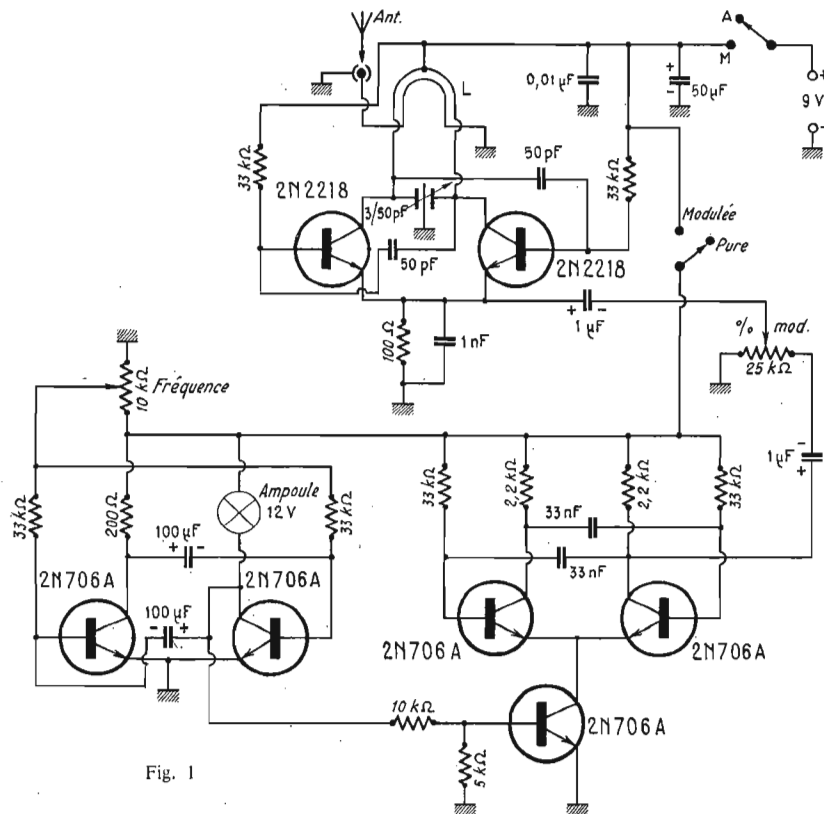 Ant.
A
M
+
9 V
-
L
0,01 µF
+
-
50 µF
33 kΩ
50 pF
33 kΩ
2N2218
3/50 pF
Modulée
Pure
50 pF
2N2218
+ -
1 µF
100 Ω
1 nF
% mod.
25 kΩ
10 kΩ
Fréquence
-
1 µF
+
33 kΩ
200 Ω
Ampoule
12 V
33 kΩ
33 kΩ
2,2 kΩ
2,2 kΩ
33 kΩ
100 µF
+ -
33 nF
33 nF
2N706A
2N706A
100 µF
- +
2N706A
2N706A
10 kΩ
2N706A
5 kΩ
Fig. 1